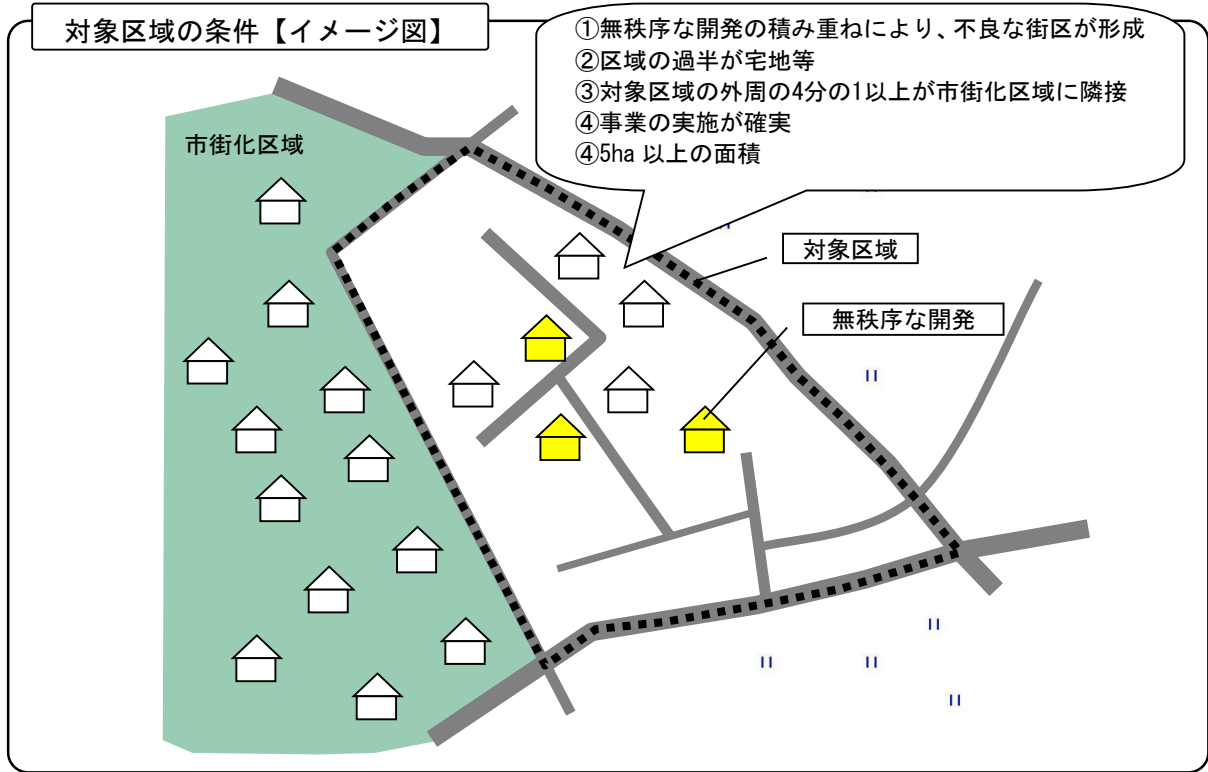 対象区域の条件【イメージ図】
①無秩序な開発の積み重ねにより、不良な街区が形成
②区域の過半が宅地等
③対象区域の外周の4分の1以上が市街化区域に隣接
④事業の実施が確実
④5ha 以上の面積
市街化区域
対象区域
無秩序な開発